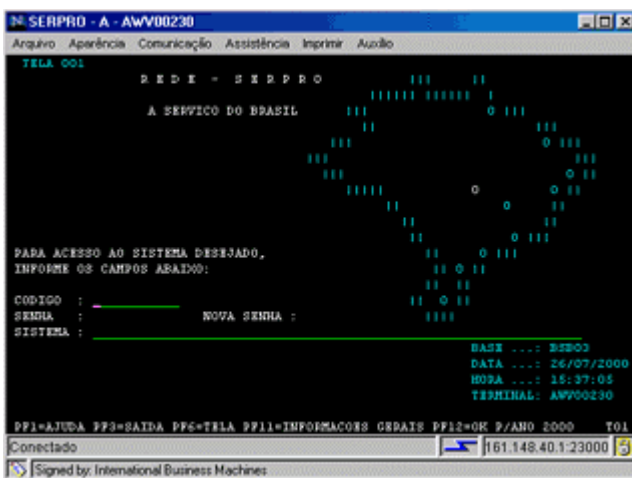 SERPRO - A - AWV00230
Arquivo Aparência Comunicação Assistência Imprimir Auxílio
TELA 001
R E D E - S E R P R O
A SERVICO DO BRASIL
PARA ACESSO AO SISTEMA DESEJADO,
INFORME OS CAMPOS ABAIXO:
CODIGO :
SENHA : NOVA SENHA :
SISTEMA :
BASE ...: BSB03
DATA ...: 26/07/2000
HORA ...: 15:37:05
TERMINAL: AWV00230
PF1=AJUDA PF3=SAIDA PF6=TELA PF11=INFORMACOES GERAIS PF12=OK P/ANO 2000 T01
Conectado 161.148.40.1:23000
Signed by: International Business Machines